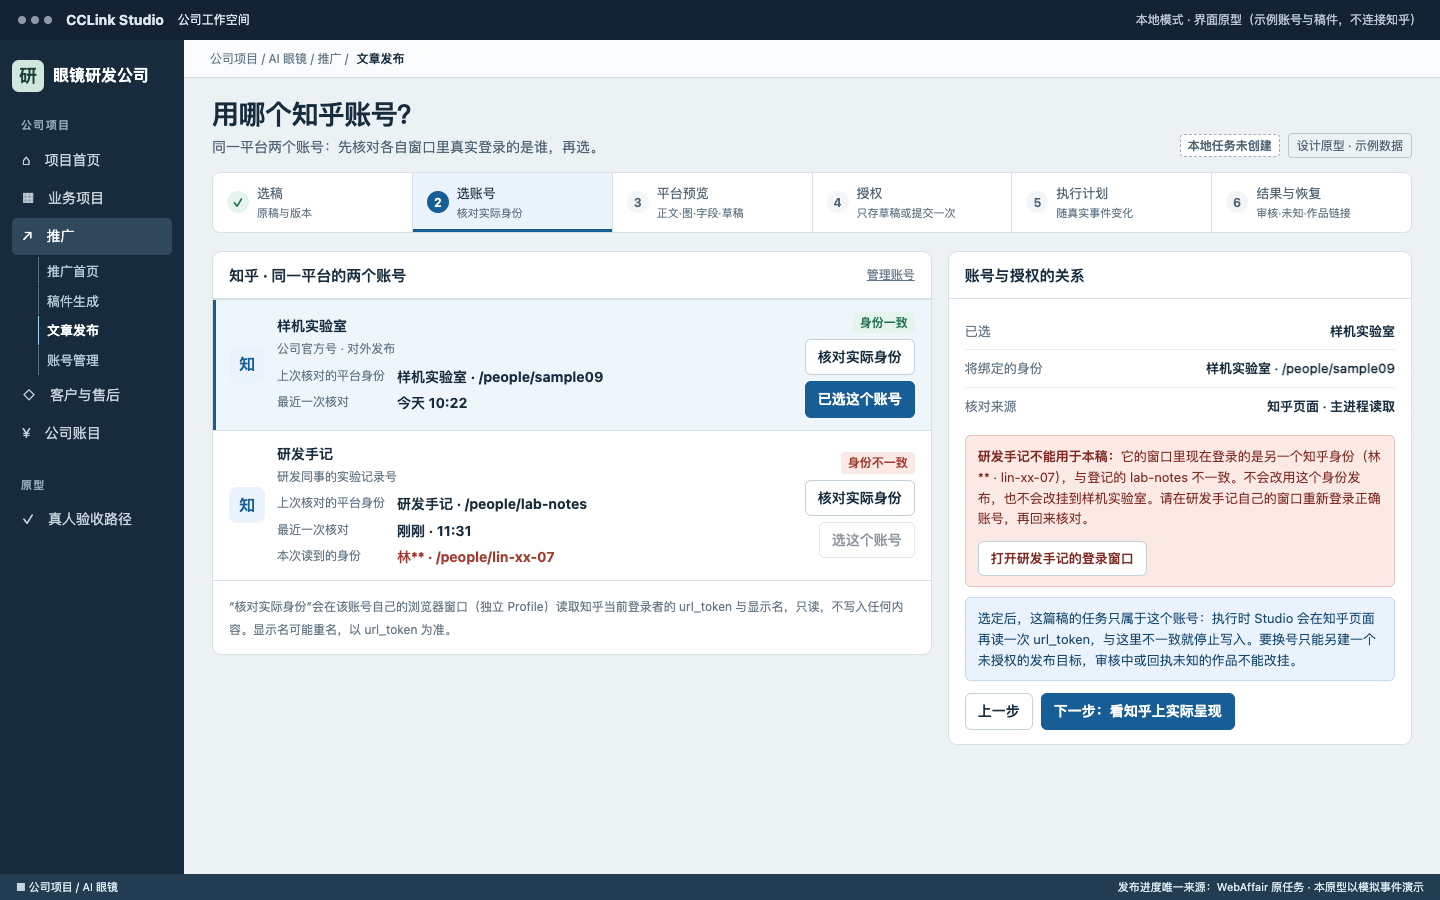 CCLink Studio 公司工作空间
本地模式 · 界面原型（示例账号与稿件，不连接知乎）
研 眼镜研发公司
公司项目
项目首页
业务项目
推广
推广首页
稿件生成
文章发布
账号管理
客户与售后
¥ 公司账目
原型
真人验收路径
公司项目 / AI 眼镜 / 推广 / 文章发布
用哪个知乎账号？
同一平台两个账号：先核对各自窗口里真实登录的是谁，再选。
本地任务未创建
设计原型 · 示例数据
选稿
原稿与版本
2 选账号
核对实际身份
3 平台预览
正文·图·字段·草稿
4 授权
只存草稿或提交一次
5 执行计划
随真实事件变化
6 结果与恢复
审核·未知·作品链接
知乎 · 同一平台的两个账号
管理账号
知
样机实验室
公司官方号 · 对外发布
上次核对的平台身份 样机实验室 · /people/sample09
最近一次核对 今天 10:22
身份一致
核对实际身份
已选这个账号
知
研发手记
研发同事的实验记录号
上次核对的平台身份 研发手记 · /people/lab-notes
最近一次核对 刚刚 · 11:31
本次读到的身份 林** · /people/lin-xx-07
身份不一致
核对实际身份
选这个账号
“核对实际身份”会在该账号自己的浏览器窗口（独立 Profile）读取知乎当前登录者的 url_token 与显示名，只读，不写入任何内
容。显示名可能重名，以 url_token 为准。
账号与授权的关系
已选 样机实验室
将绑定的身份 样机实验室 · /people/sample09
核对来源 知乎页面 · 主进程读取
研发手记不能用于本稿：它的窗口里现在登录的是另一个知乎身份（林
** · lin-xx-07），与登记的 lab-notes 不一致。不会改用这个身份发
布，也不会改挂到样机实验室。请在研发手记自己的窗口重新登录正确
账号，再回来核对。
打开研发手记的登录窗口
选定后，这篇稿的任务只属于这个账号：执行时 Studio 会在知乎页面
再读一次 url_token，与这里不一致就停止写入。要换号只能另建一个
未授权的发布目标，审核中或回执未知的作品不能改挂。
上一步
下一步：看知乎上实际呈现
公司项目 / AI 眼镜
发布进度唯一来源：WebAffair 原任务 · 本原型以模拟事件演示